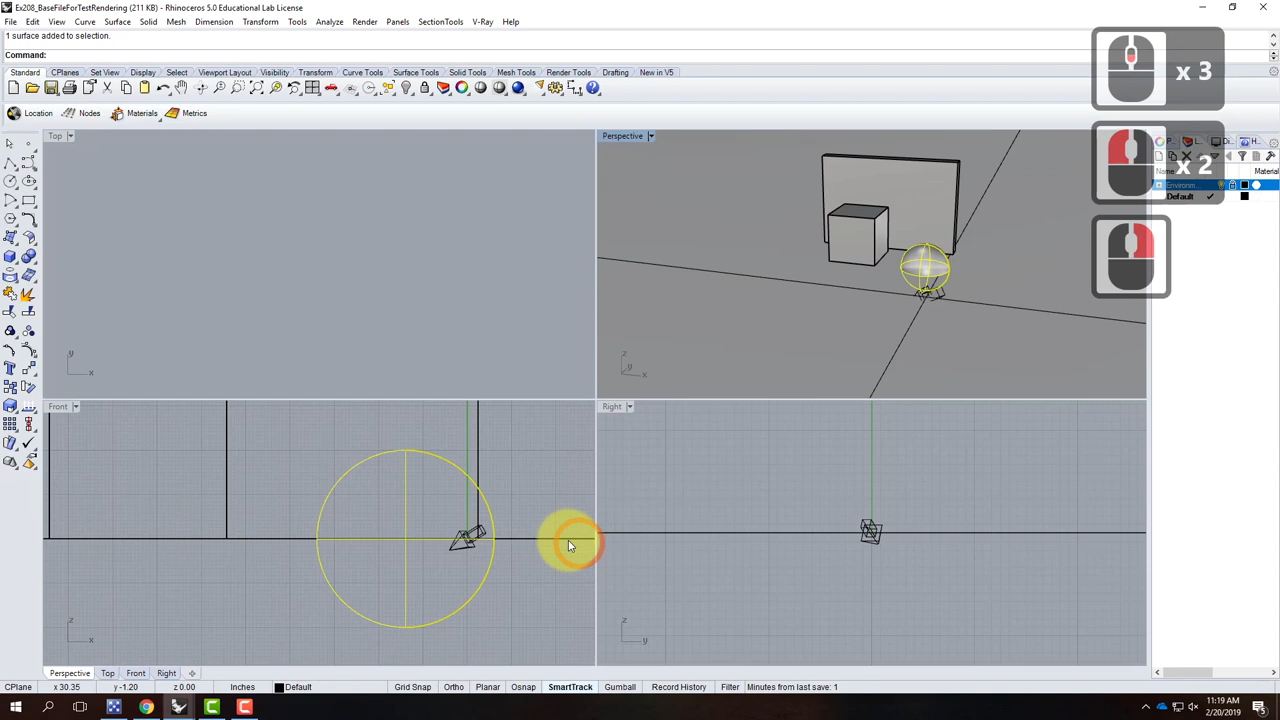 Ex208_BaseFileForTestRendering (211 KB) - Rhinoceros 5.0 Educational Lab License
File Edit View Curve Surface Solid Mesh Dimension Transform Tools Analyze Render Panels SectionTools V-Ray Help
1 surface added to selection.
Command:
Standard CPlanes Set View Display Select Viewport Layout Visibility Transform Curve Tools Surface Tools Solid Tools Mesh Tools Render Tools Drafting New in V5
Location Nodes Materials Metrics
x 3
Top Perspective
x 2
Material
Environm...
Default
y
x
z
y
x
Front Right
z
x
z
y
Perspective Top Front Right
CPlane x 30.35 y -1.20 z 0.00 Inches Default Grid Snap Ortho Planar Osnap SmartTrack Gumball Record History Filter Minutes from last save: 1
11:19 AM
2/20/2019